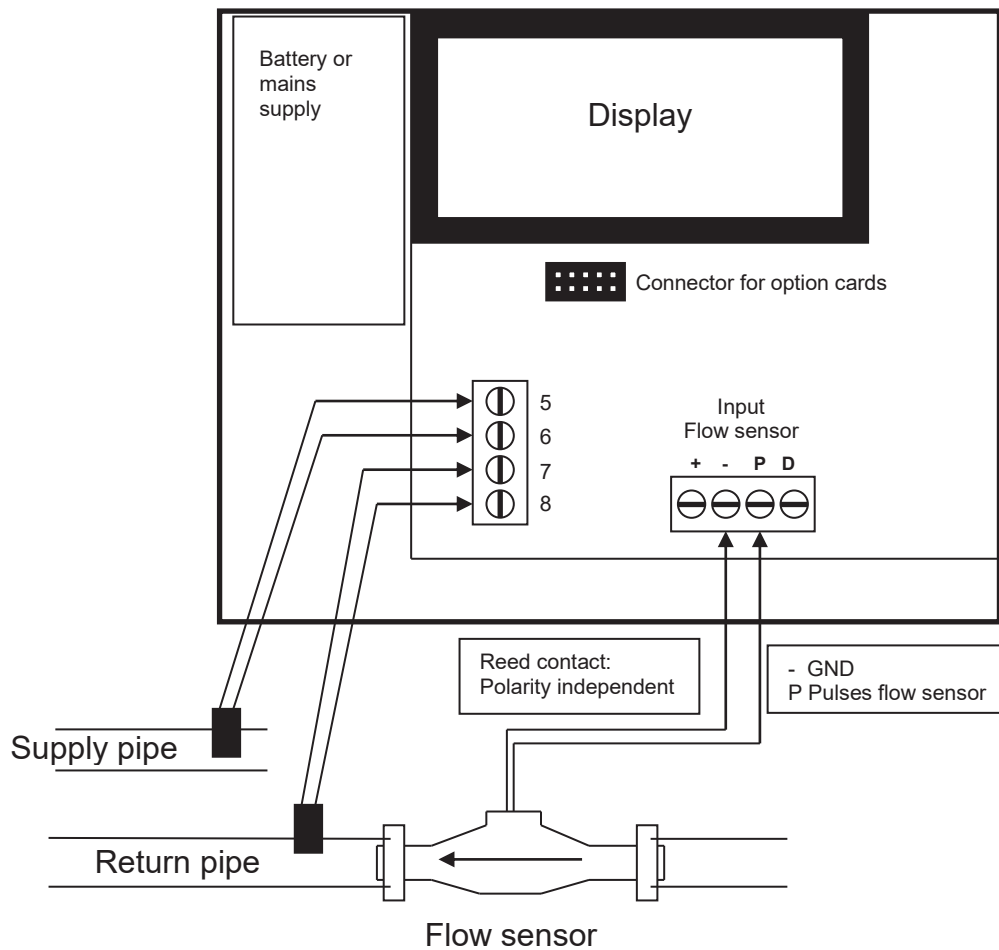 Battery or
mains
supply
Display
Connector for option cards
5
6
7
8
Input
Flow sensor
+ - P D
Reed contact:
Polarity independent
- GND
P Pulses flow sensor
Supply pipe
Return pipe
Flow sensor